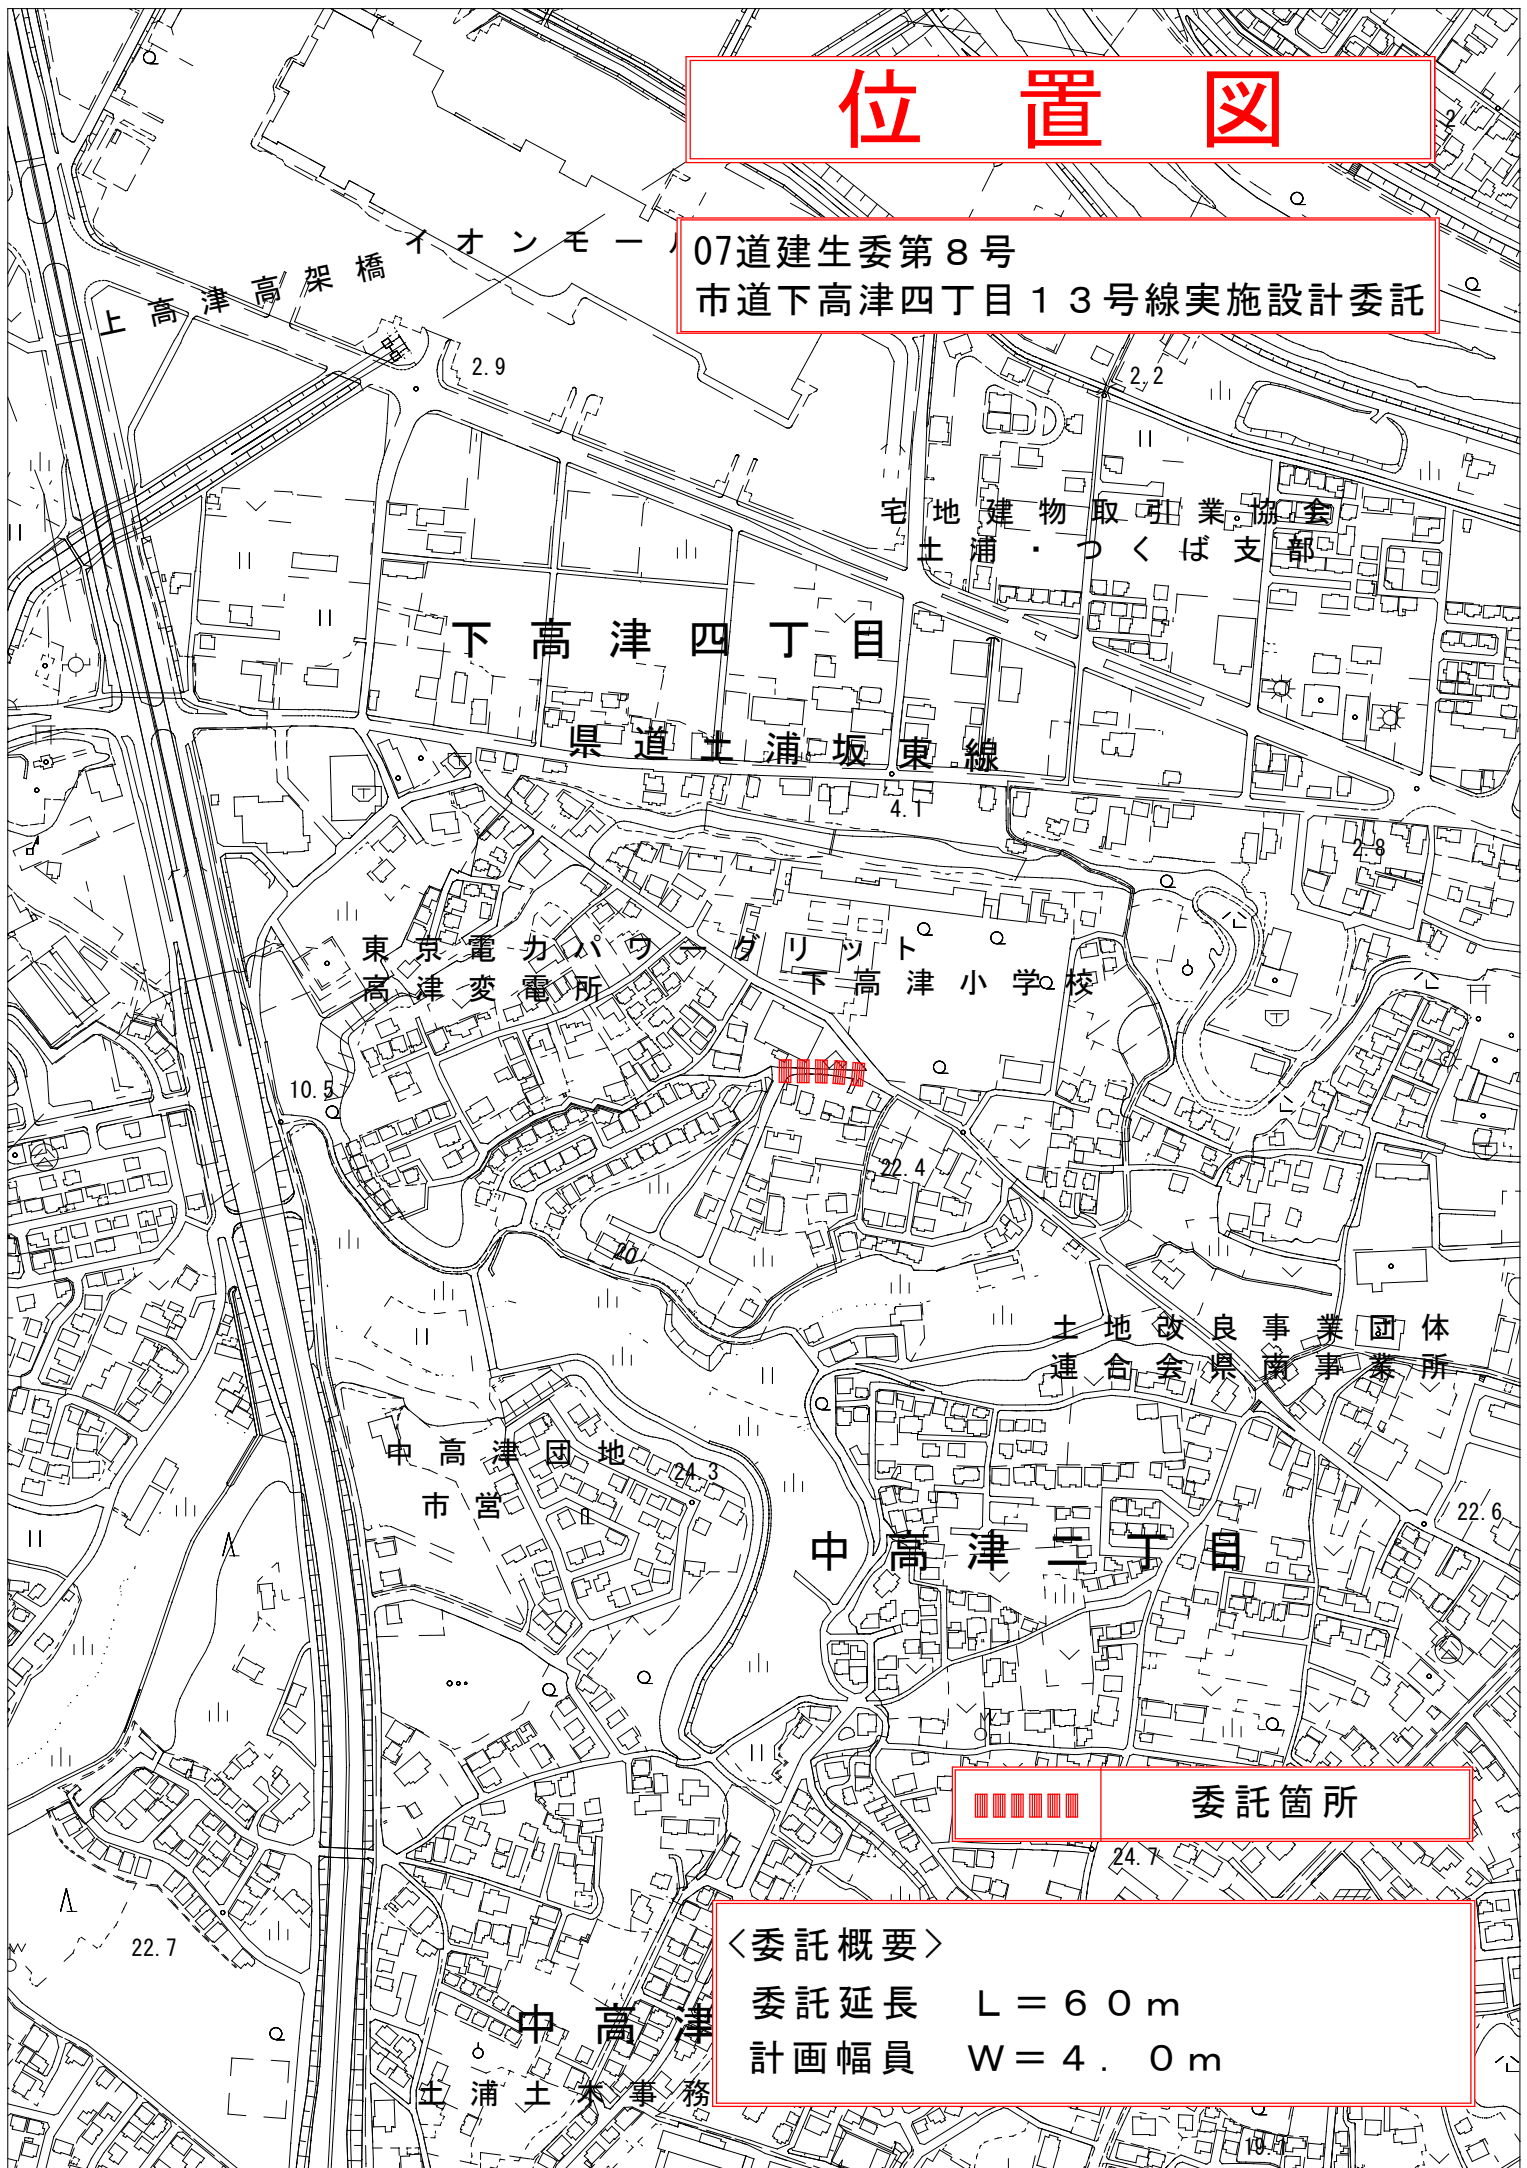 位置図
2
イオンモール
07道建生委第８号
市道下高津四丁目１３号線実施設計委託
上高津高架橋
2.9
2.2
宅地建物取引業協会
土浦・つくば支部
下高津四丁目
県道土浦坂東線
4.1
2.8
東京電力パワーグリット
高津変電所
下高津小学校
10.5
22.4
20
土地改良事業団体
連合会県南事業所
中高津団地
市営
24.3
22.6
中高津二丁目
委託箇所
24.7
22.7
<委託概要>
委託延長　Ｌ＝６０ｍ
計画幅員　Ｗ＝４．０ｍ
中高津
土浦土木事務
19.1